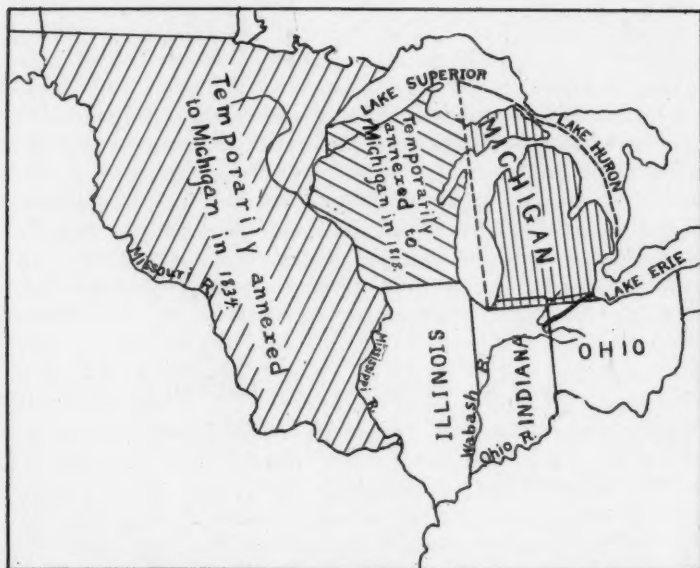 LAKE SUPERIOR
LAKE HURON
MICHIGAN
Temporarily annexed
to Michigan in 1834.
Temporarily
annexed to
Michigan in 1818.
LAKE ERIE
Missouri R.
Mississippi R.
ILLINOIS
Wabash R.
INDIANA
OHIO
Ohio R.